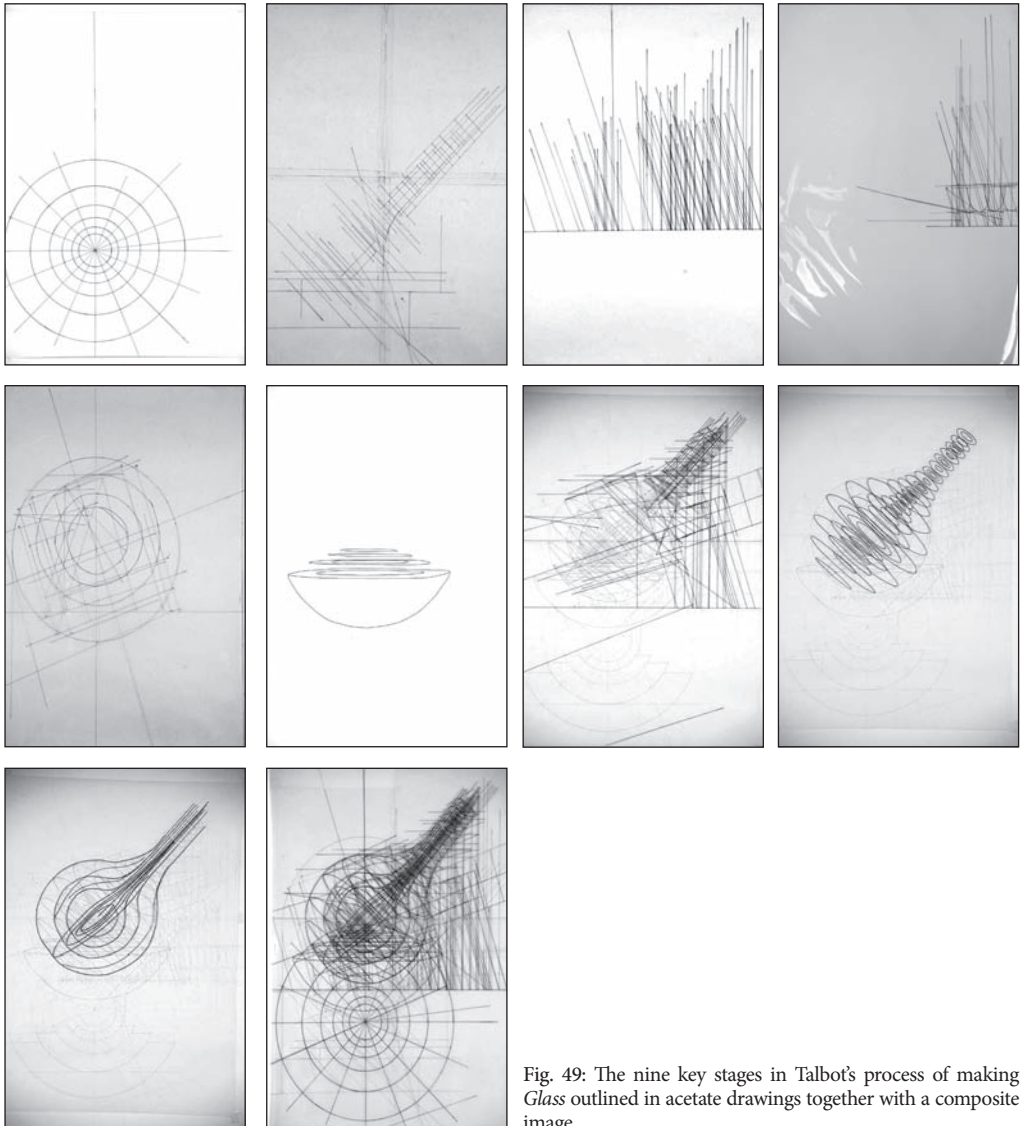 Fig. 49: The nine key stages in Talbot's process of making
Glass outlined in acetate drawings together with a composite
image